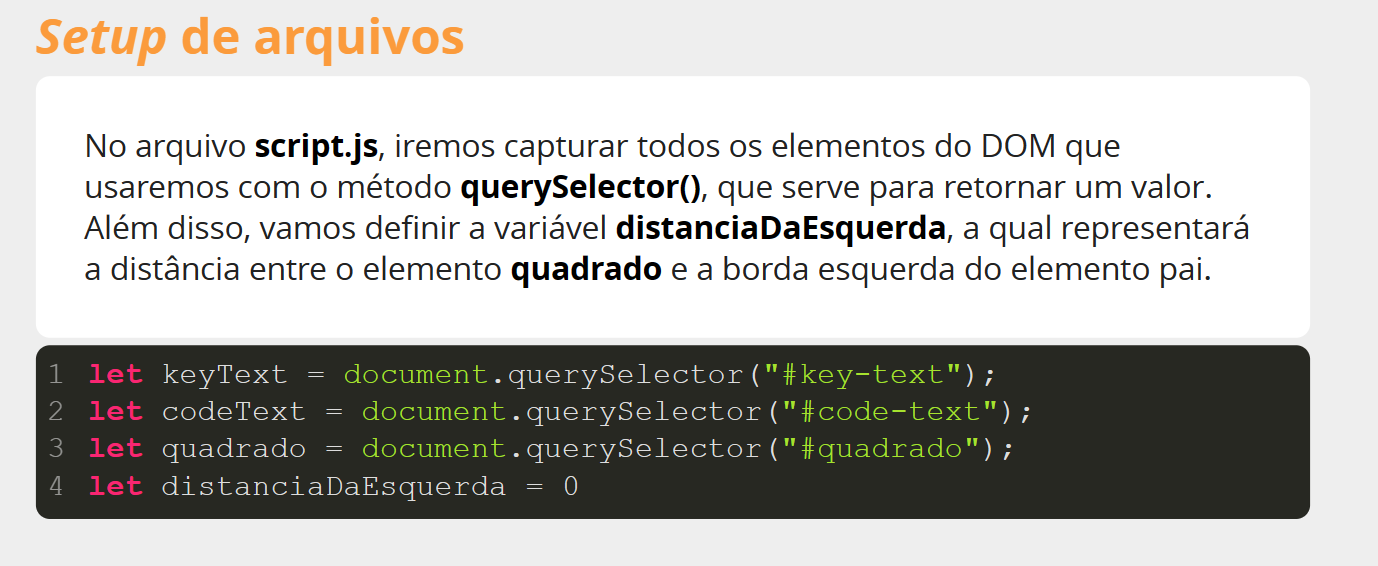 Setup de arquivos
No arquivo script.js, iremos capturar todos os elementos do DOM que
usaremos com o método querySelector(), que serve para retornar um valor.
Além disso, vamos definir a variável distanciaDaEsquerda, a qual representará
a distância entre o elemento quadrado e a borda esquerda do elemento pai.
1 let keyText = document.querySelector("#key-text");
2 let codeText = document.querySelector("#code-text");
3 let quadrado = document.querySelector("#quadrado");
4 let distanciaDaEsquerda = 0